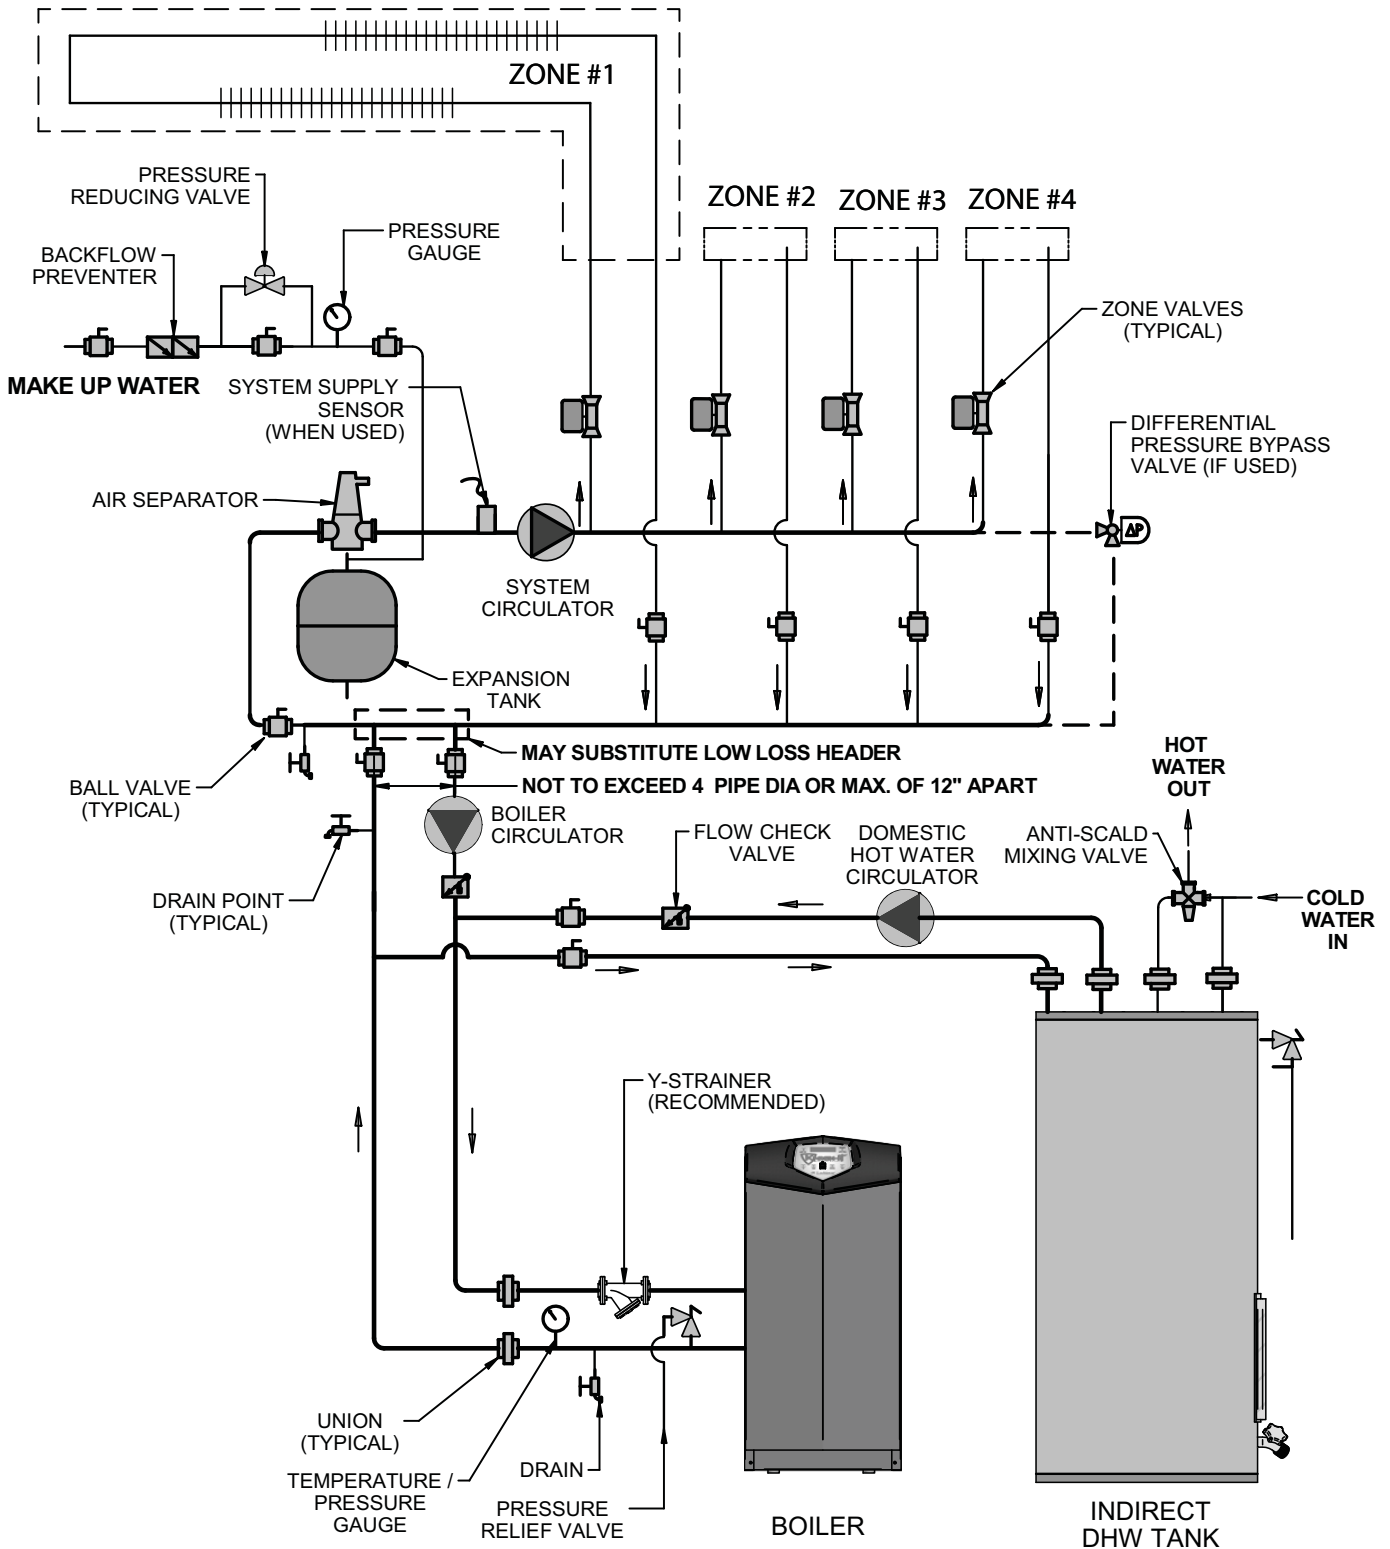 ZONE #1
PRESSURE
REDUCING VALVE
ZONE #2
ZONE #3
ZONE #4
BACKFLOW
PREVENTER
PRESSURE
GAUGE
ZONE VALVES
(TYPICAL)
MAKE UP WATER
SYSTEM SUPPLY
SENSOR
(WHEN USED)
DIFFERENTIAL
PRESSURE BYPASS
VALVE (IF USED)
AIR SEPARATOR
ΔP
SYSTEM
CIRCULATOR
EXPANSION
TANK
MAY SUBSTITUTE LOW LOSS HEADER
HOT
WATER
OUT
BALL VALVE
(TYPICAL)
NOT TO EXCEED 4 PIPE DIA OR MAX. OF 12" APART
BOILER
CIRCULATOR
FLOW CHECK
VALVE
DOMESTIC
HOT WATER
CIRCULATOR
ANTI-SCALD
MIXING VALVE
DRAIN POINT
(TYPICAL)
COLD
WATER
IN
Y-STRAINER
(RECOMMENDED)
UNION
(TYPICAL)
TEMPERATURE /
PRESSURE
GAUGE
DRAIN
PRESSURE
RELIEF VALVE
BOILER
INDIRECT
DHW TANK